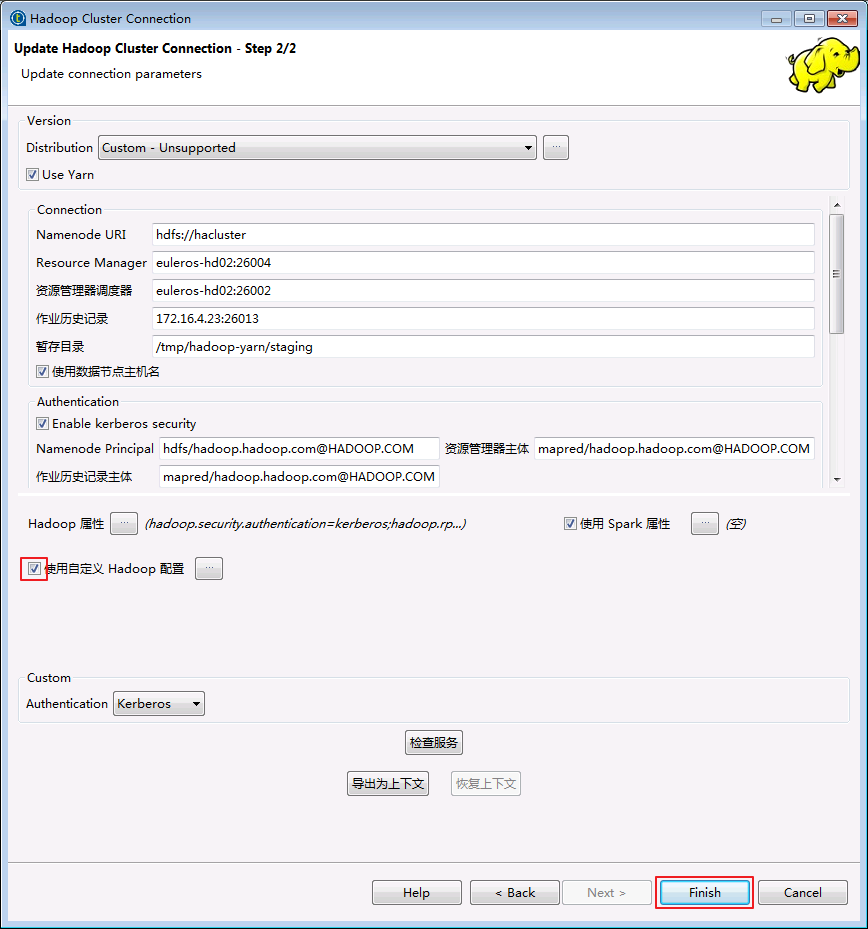 Hadoop Cluster Connection
Update Hadoop Cluster Connection - Step 2/2
Update connection parameters
Version
Distribution Custom - Unsupported ...
Use Yarn
Connection
Namenode URI hdfs://hacluster
Resource Manager euleros-hd02:26004
资源管理器调度器 euleros-hd02:26002
作业历史记录 172.16.4.23:26013
暂存目录 /tmp/hadoop-yarn/staging
使用数据节点主机名
Authentication
Enable kerberos security
Namenode Principal hdfs/hadoop.hadoop.com@HADOOP.COM 资源管理器主体 mapred/hadoop.hadoop.com@HADOOP.COM
作业历史记录主体 mapred/hadoop.hadoop.com@HADOOP.COM
Hadoop 属性 ... (hadoop.security.authentication=kerberos;hadoop.rp...) 使用 Spark 属性 ... (空)
使用自定义 Hadoop 配置 ...
Custom
Authentication Kerberos
检查服务
导出为上下文 恢复上下文
Help < Back Next > Finish Cancel